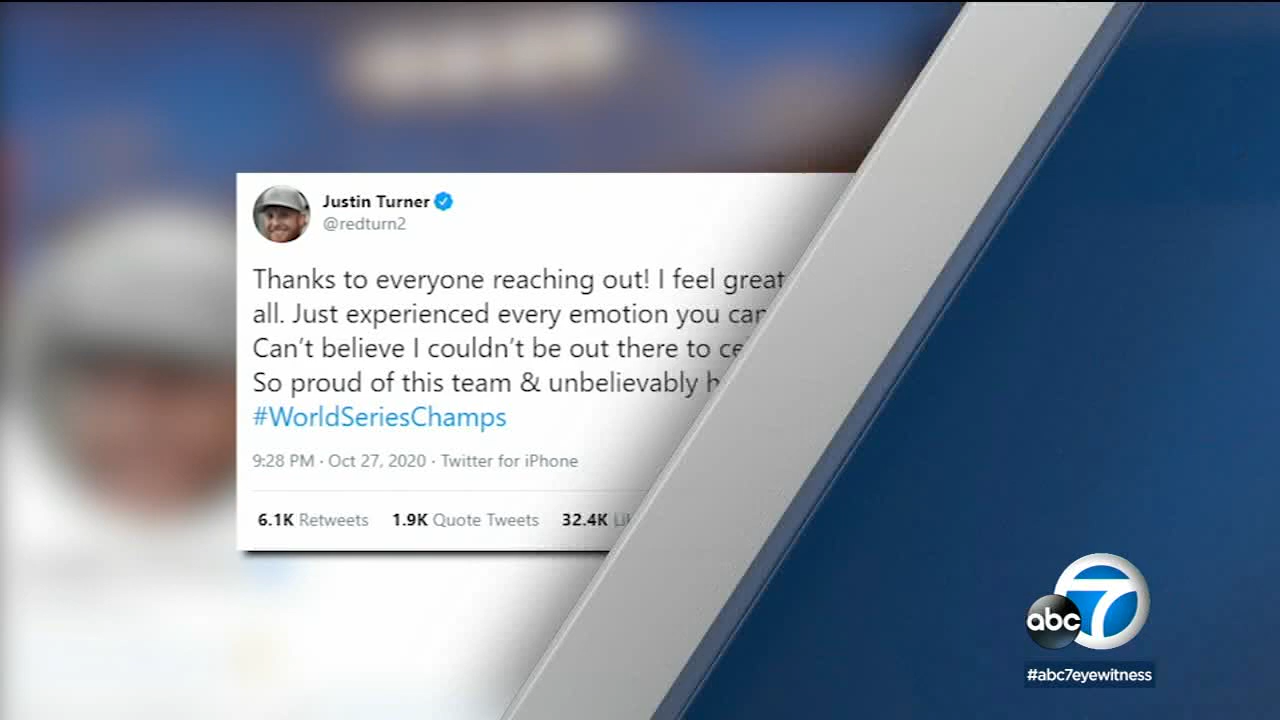 Justin Turner
@redturn2
Thanks to everyone reaching out! I feel great
all. Just experienced every emotion you can
Can't believe I couldn't be out there to ce
So proud of this team & unbelievably h
#WorldSeriesChamps
9:28 PM · Oct 27, 2020 · Twitter for iPhone
6.1K Retweets 1.9K Quote Tweets 32.4K Li
abc 7
#abc7eyewitness